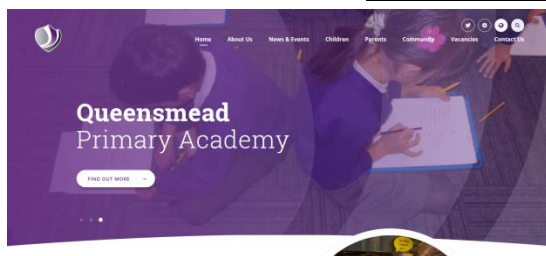 Home About Us News & Events Children Parents Community Vacancies Contact Us
Queensmead
Primary Academy
FIND OUT MORE